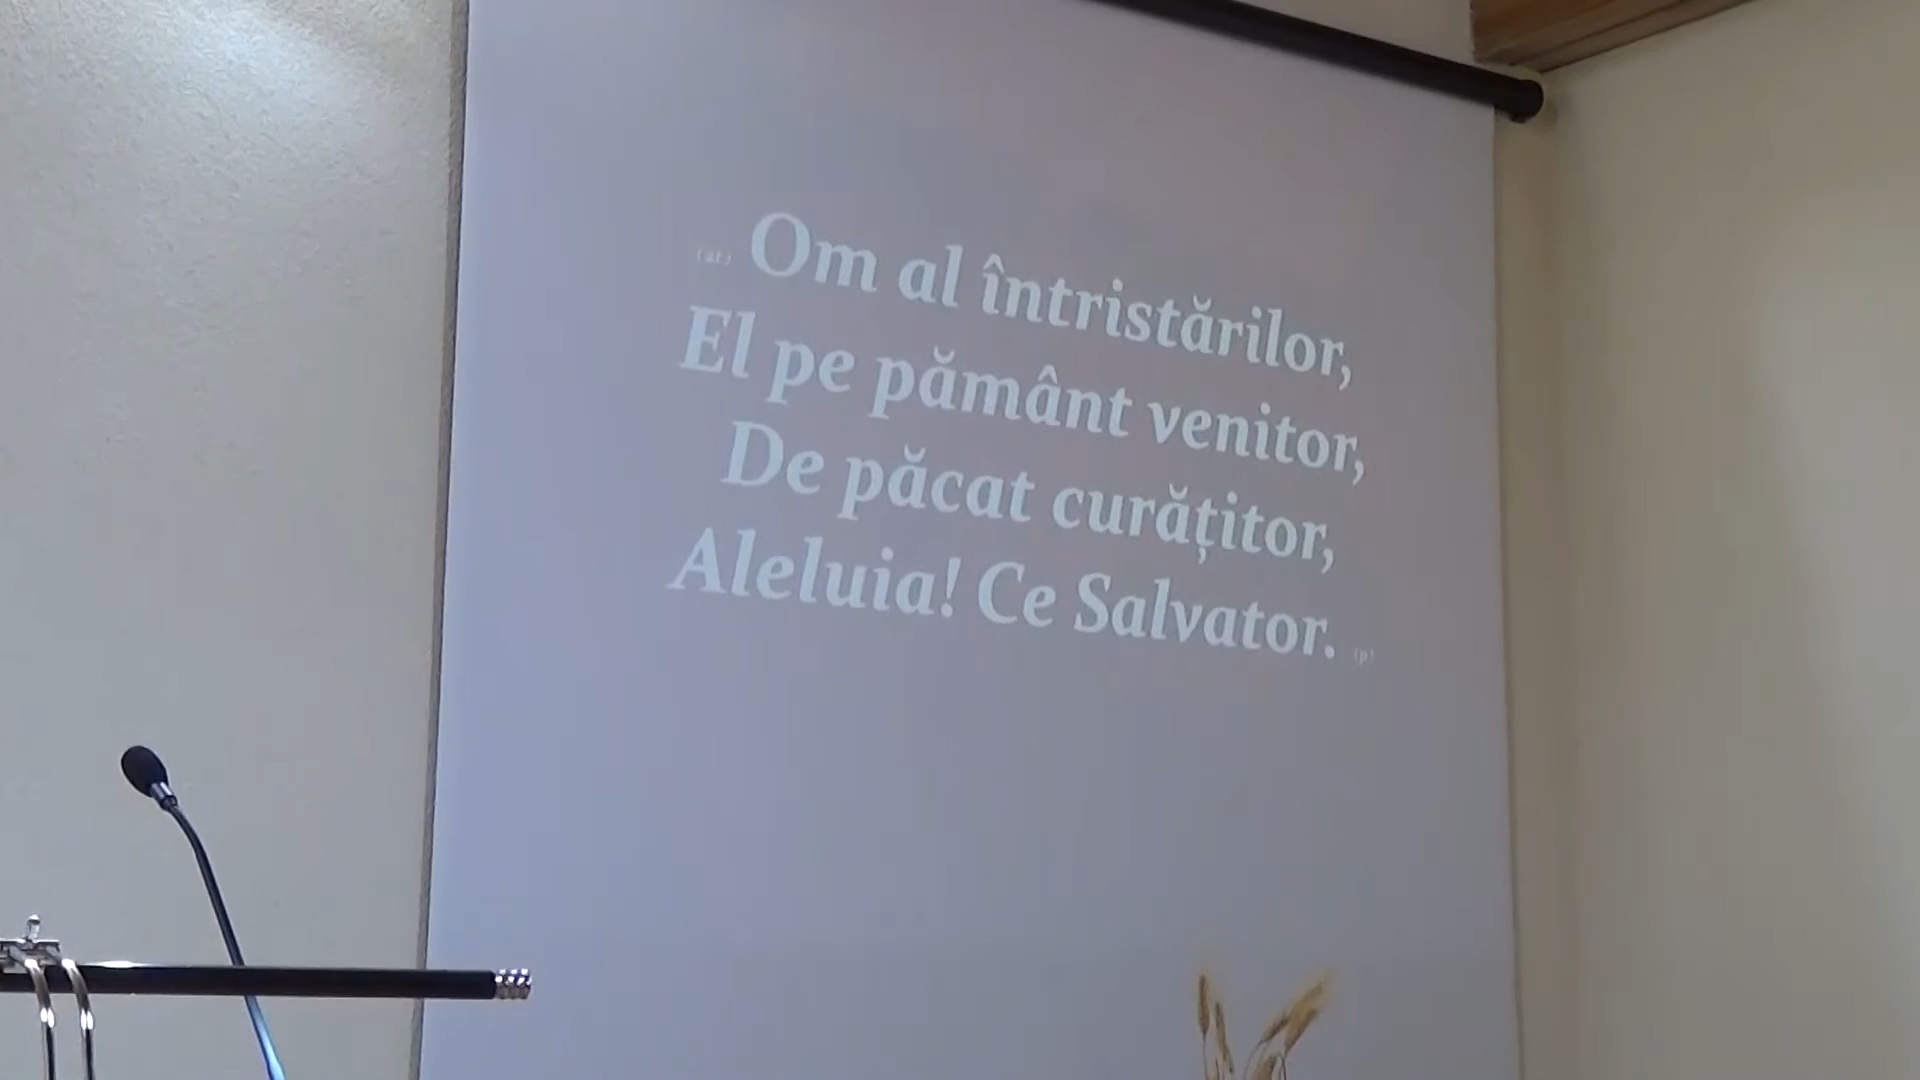 Om al întristărilor,
El pe pământ venitor,
De păcat curățitor,
Aleluia! Ce Salvator. (p)